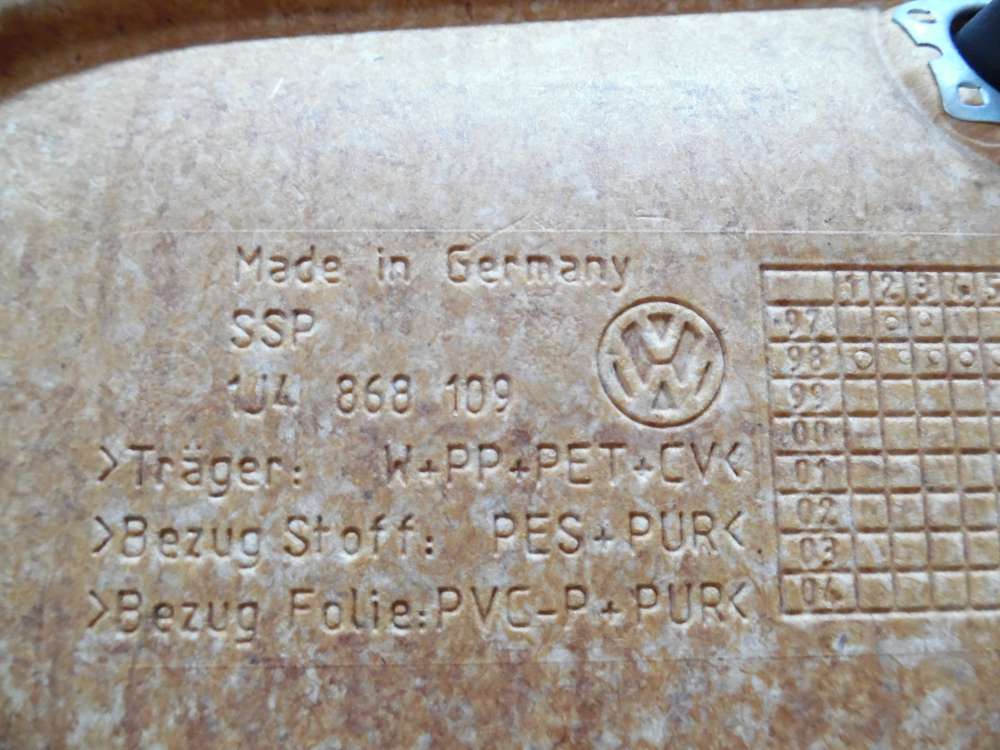 Made in Germany
SSP
1J4 868 109
>Träger: W+PP+PET+CV<
>Bezug Stoff: PES+PUR<
>Bezug Folie:PVC-P+PUR<
VW
1 2 3 4 5
97
98
99
00
01
02
03
04